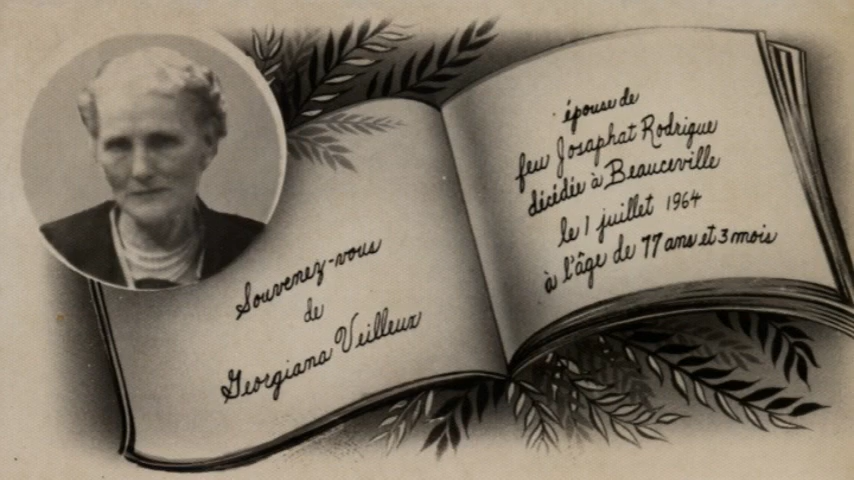 Souvenez-vous
de
Georgiana Veilleux
épouse de
feu Josaphat Rodrigue
décédée à Beauceville
le 1 juillet 1964
à l'âge de 77 ans et 3 mois